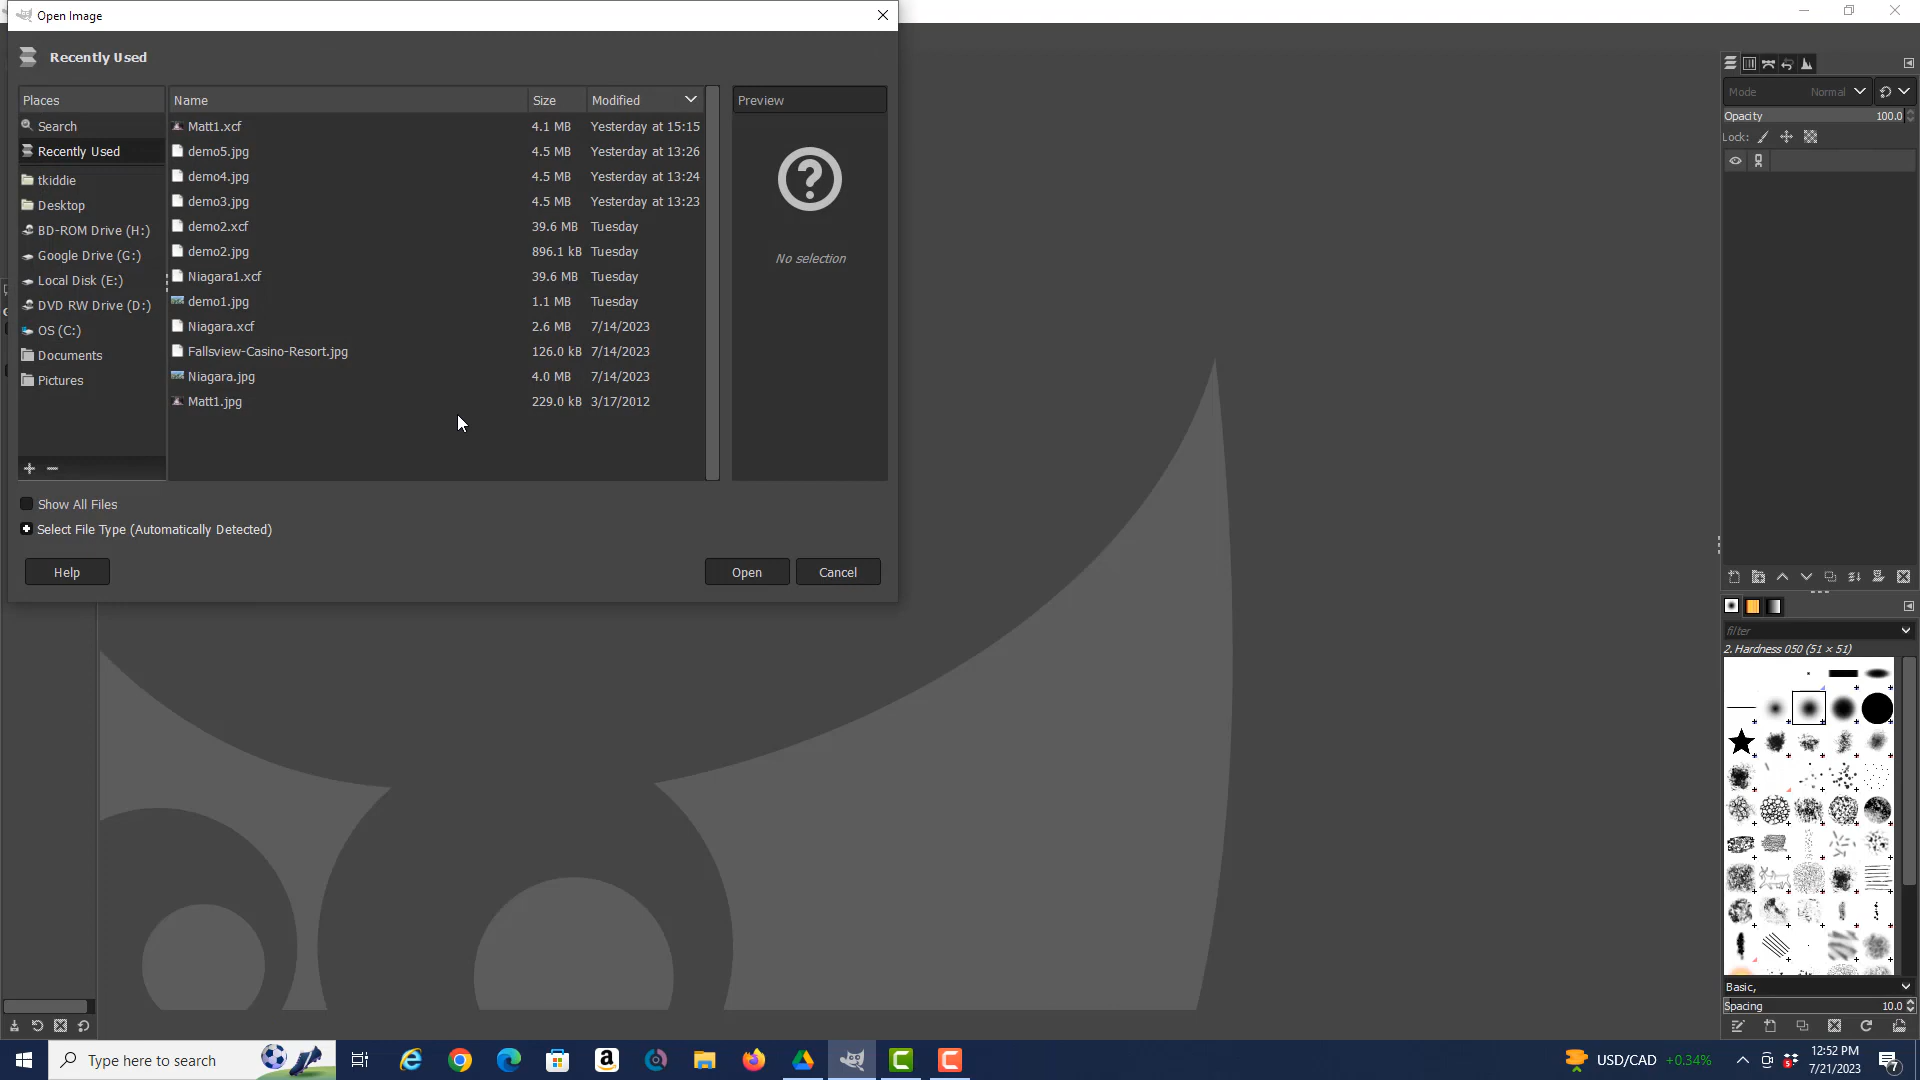 Open Image
Recently Used
Places
Name
Size
Modified
Preview
Search
Recently Used
tkiddie
Desktop
BD-ROM Drive (H:)
Google Drive (G:)
Local Disk (E:)
DVD RW Drive (D:)
OS (C:)
Documents
Pictures
Matt1.xcf 4.1 MB Yesterday at 15:15
demo5.jpg 4.5 MB Yesterday at 13:26
demo4.jpg 4.5 MB Yesterday at 13:24
demo3.jpg 4.5 MB Yesterday at 13:23
demo2.xcf 39.6 MB Tuesday
demo2.jpg 896.1 kB Tuesday
Niagara1.xcf 39.6 MB Tuesday
demo1.jpg 1.1 MB Tuesday
Niagara.xcf 2.6 MB 7/14/2023
Fallsview-Casino-Resort.jpg 126.0 kB 7/14/2023
Niagara.jpg 4.0 MB 7/14/2023
Matt1.jpg 229.0 kB 3/17/2012
No selection
Show All Files
Select File Type (Automatically Detected)
Help
Open
Cancel
Mode Normal
Opacity 100.0
Lock:
filter
2. Hardness 050 (51 × 51)
Basic,
Spacing 10.0
Type here to search
USD/CAD +0.34%
12:52 PM
7/21/2023
7